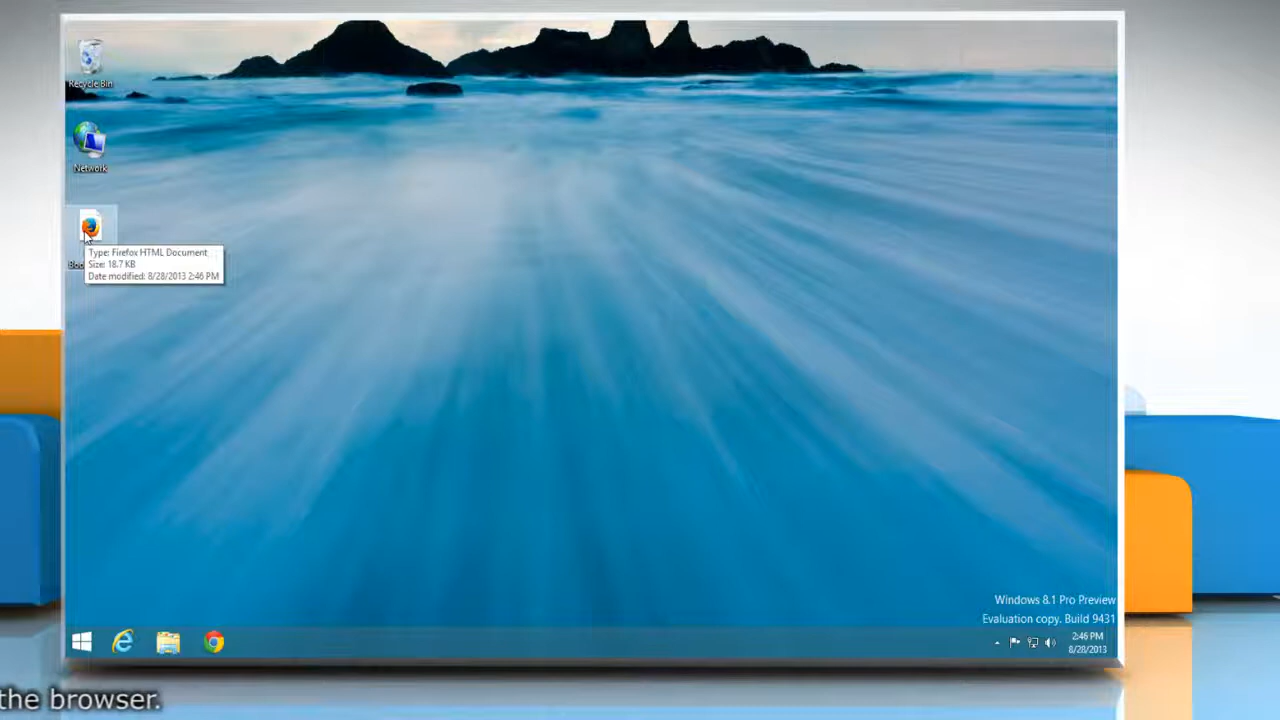 Recycle Bin
Network
Type: Firefox HTML Document
Size: 18.7 KB
Date modified: 8/28/2013 2:46 PM
Windows 8.1 Pro Preview
Evaluation copy. Build 9431
2:46 PM
8/28/2013
the browser.